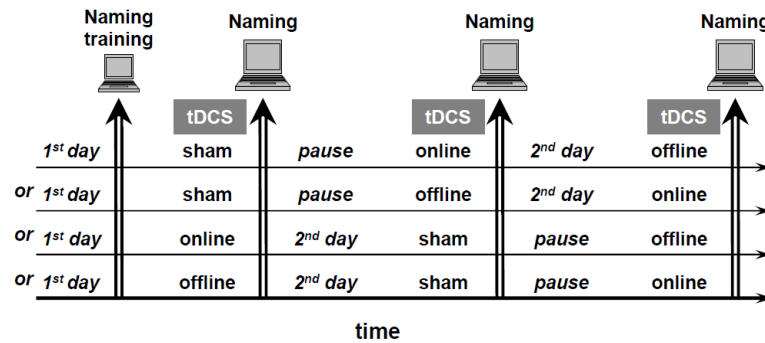 Naming training Naming Naming Naming
tDCS tDCS tDCS
1st day sham pause online 2nd day offline
or 1st day sham pause offline 2nd day online
or 1st day online 2nd day sham pause offline
or 1st day offline 2nd day sham pause online
time